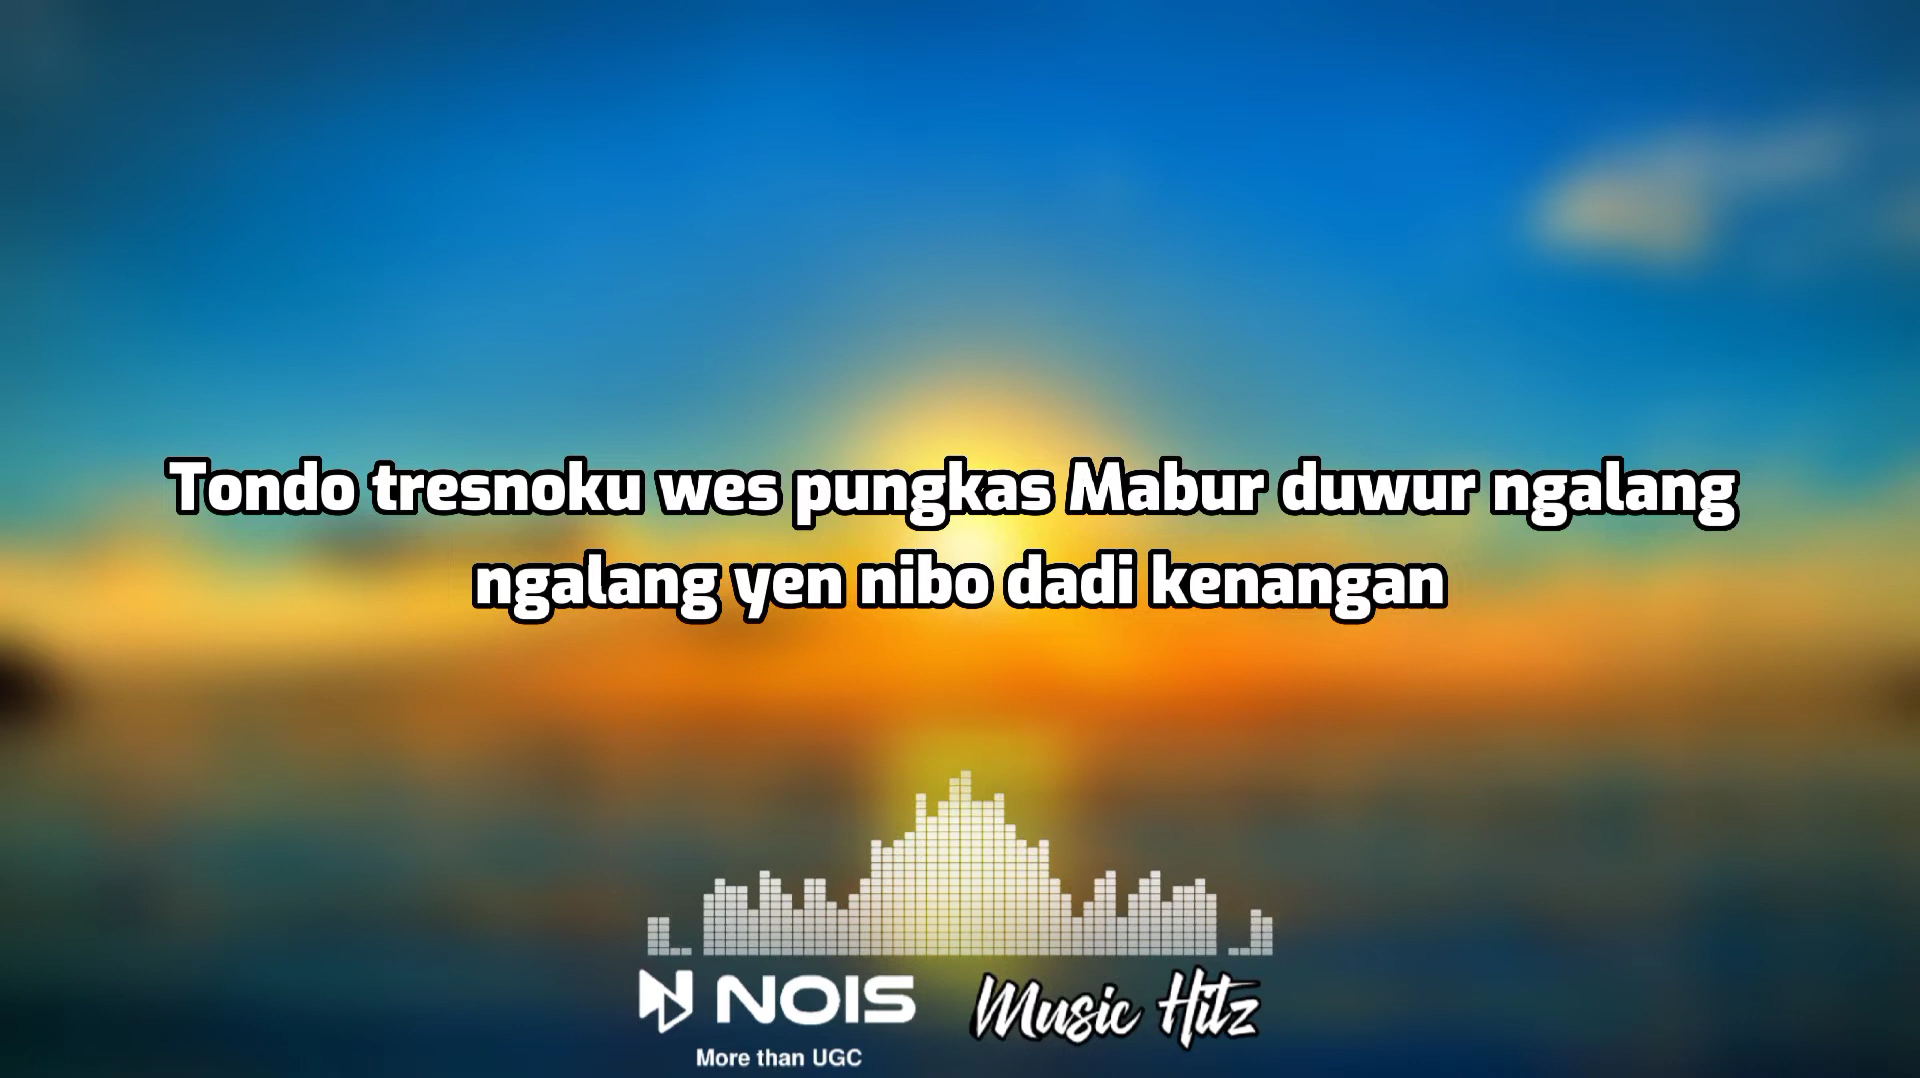 Tondo tresnoku wes pungkas Mabur duwur ngalang
ngalang yen nibo dadi kenangan
NOIS
More than UGC
Music Hitz